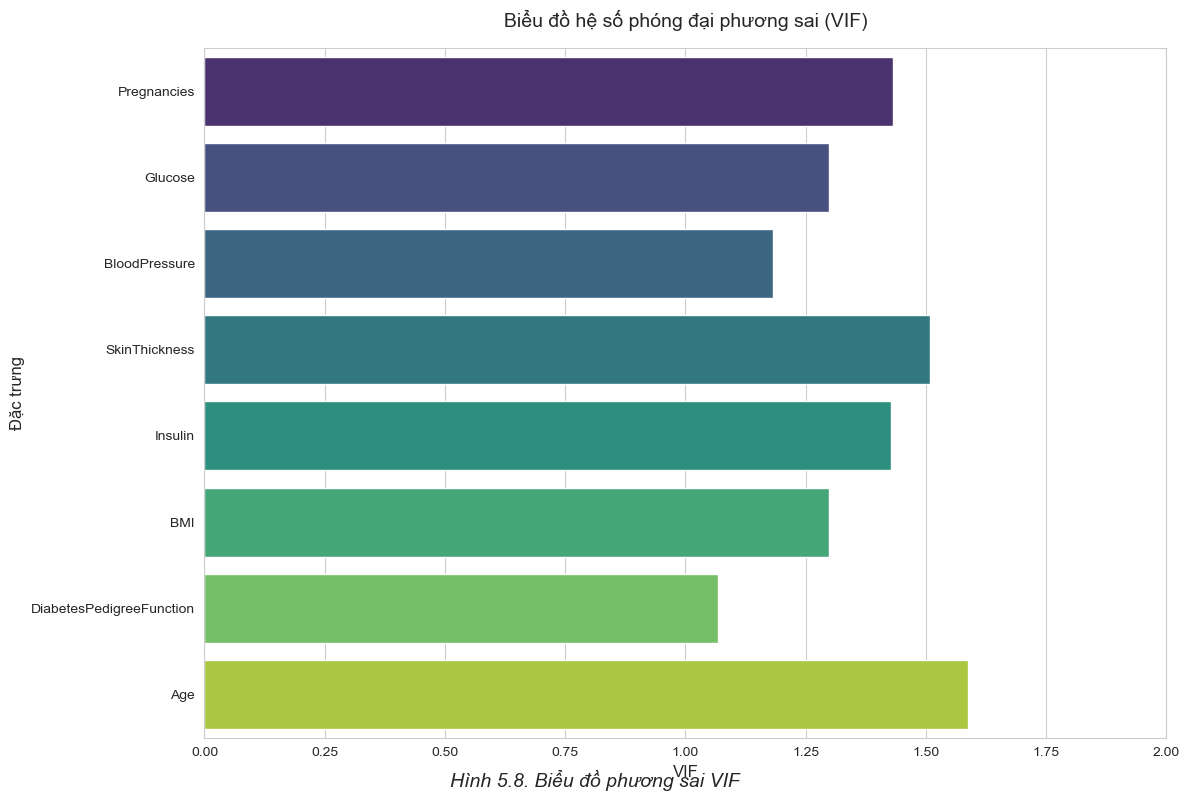 Biểu đồ hệ số phóng đại phương sai (VIF)
Đặc trưng
Pregnancies
Glucose
BloodPressure
SkinThickness
Insulin
BMI
DiabetesPedigreeFunction
Age
0.00 0.25 0.50 0.75 1.00 1.25 1.50 1.75 2.00
VIF
Hình 5.8. Biểu đồ phương sai VIF